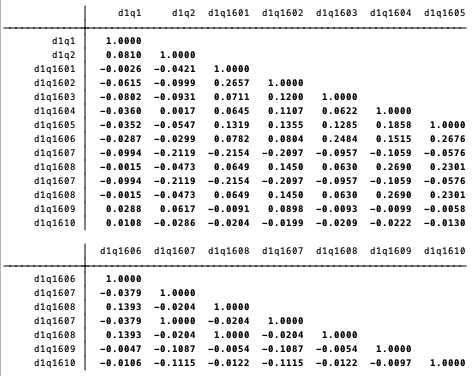 d1q1 d1q2 d1q1601 d1q1602 d1q1603 d1q1604 d1q1605
d1q1 1.0000
d1q2 0.0810 1.0000
d1q1601 -0.0026 -0.0421 1.0000
d1q1602 -0.0615 -0.0999 0.2657 1.0000
d1q1603 -0.0802 -0.0931 0.0711 0.1200 1.0000
d1q1604 -0.0360 0.0017 0.0645 0.1107 0.0622 1.0000
d1q1605 -0.0352 -0.0547 0.1319 0.1355 0.1285 0.1858 1.0000
d1q1606 -0.0287 -0.0299 0.0782 0.0804 0.2484 0.1515 0.2676
d1q1607 -0.0994 -0.2119 -0.2154 -0.2097 -0.0957 -0.1059 -0.0576
d1q1608 -0.0015 -0.0473 0.0649 0.1450 0.0630 0.2690 0.2301
d1q1607 -0.0994 -0.2119 -0.2154 -0.2097 -0.0957 -0.1059 -0.0576
d1q1608 -0.0015 -0.0473 0.0649 0.1450 0.0630 0.2690 0.2301
d1q1609 0.0288 0.0617 -0.0091 0.0898 -0.0093 -0.0099 -0.0058
d1q1610 0.0108 -0.0286 -0.0204 -0.0199 -0.0209 -0.0222 -0.0130
d1q1606 d1q1607 d1q1608 d1q1607 d1q1608 d1q1609 d1q1610
d1q1606 1.0000
d1q1607 -0.0379 1.0000
d1q1608 0.1393 -0.0204 1.0000
d1q1607 -0.0379 1.0000 -0.0204 1.0000
d1q1608 0.1393 -0.0204 1.0000 -0.0204 1.0000
d1q1609 -0.0047 -0.1087 -0.0054 -0.1087 -0.0054 1.0000
d1q1610 -0.0106 -0.1115 -0.0122 -0.1115 -0.0122 -0.0097 1.0000